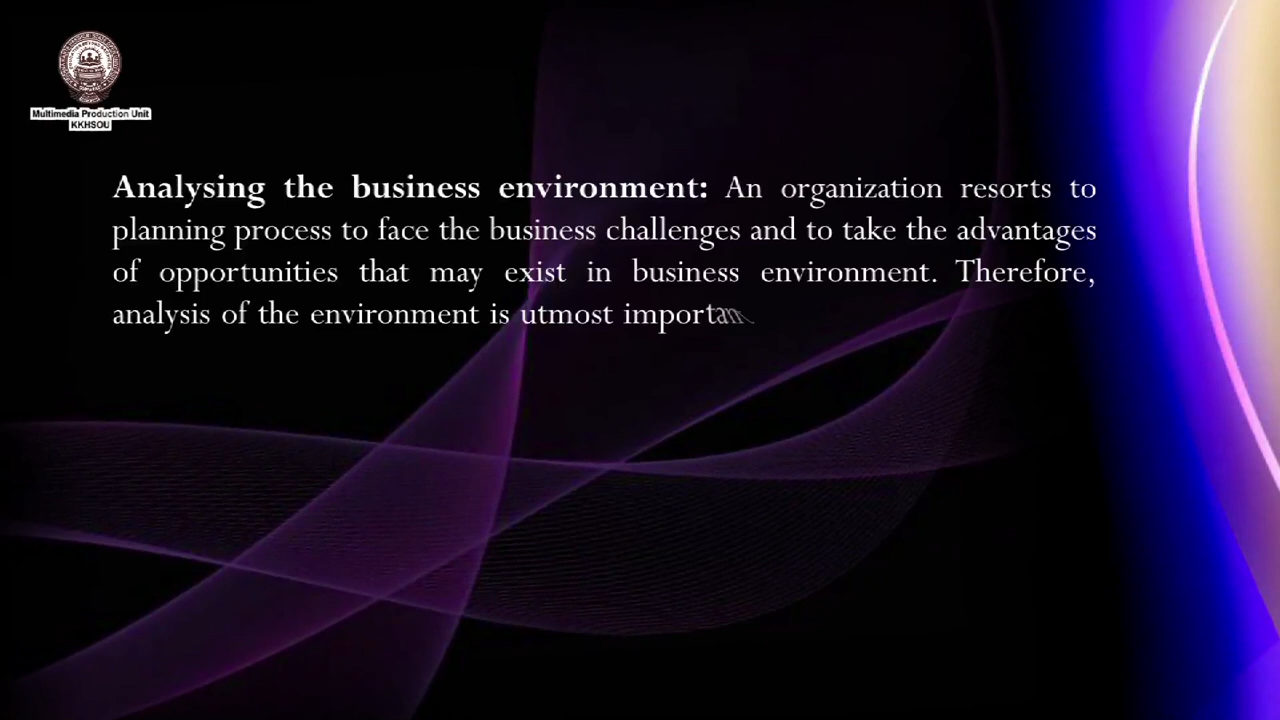 Multimedia Production Unit
KKHSOU
Analysing the business environment: An organization resorts to
planning process to face the business challenges and to take the advantages
of opportunities that may exist in business environment. Therefore,
analysis of the environment is utmost